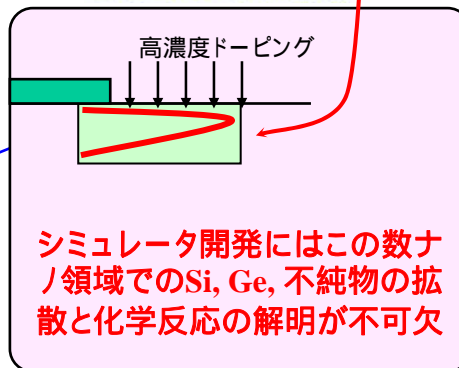 高濃度ドーピング
シミュレータ開発にはこの数ナ
ノ領域でのSi, Ge, 不純物の拡
散と化学反応の解明が不可欠